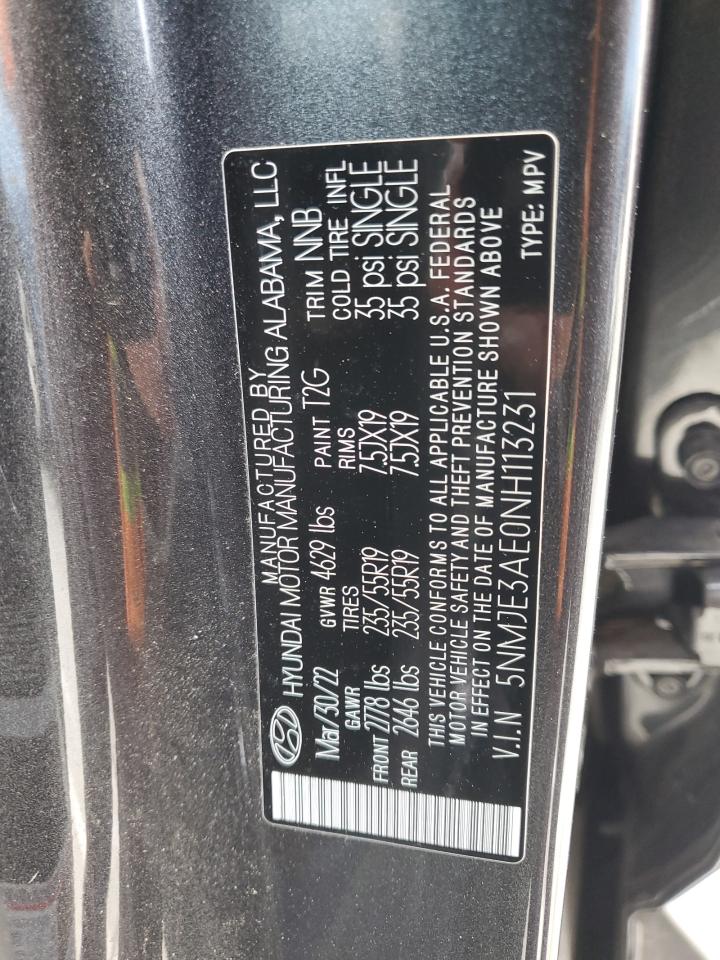 MANUFACTURED BY
HYUNDAI MOTOR MANUFACTURING ALABAMA, LLC
Mar/30/22 GVWR 4629 lbs PAINT T2G TRIM NNB
GAWR TIRES RIMS COLD TIRE INFL
FRONT 2778 lbs 235/55R19 7.5JX19 35 psi SINGLE
REAR 2646 lbs 235/55R19 7.5JX19 35 psi SINGLE
THIS VEHICLE CONFORMS TO ALL APPLICABLE U.S.A. FEDERAL
MOTOR VEHICLE SAFETY AND THEFT PREVENTION STANDARDS
IN EFFECT ON THE DATE OF MANUFACTURE SHOWN ABOVE
V.I.N 5NMJE3AE0NH113231 TYPE: MPV